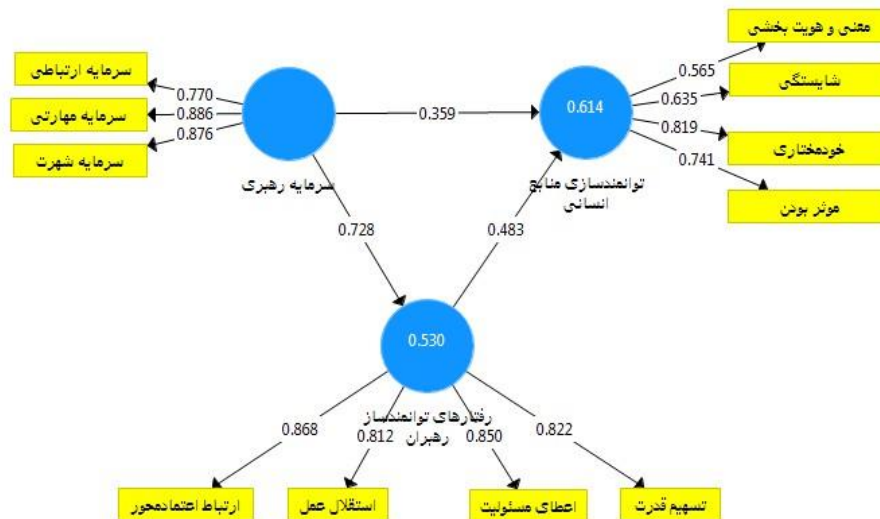 معنی و هویت بخشی
0.565
شایستگی
0.635
0.819
خودمختاری
0.741
موثر بودن
0.614
توانمندسازی منابع
انسانی
0.359
سرمایه ارتباطی
0.770
سرمایه مهارتی
0.886
سرمایه شهرت
0.876
سرمایه رهبری
0.728
0.483
0.530
رفتارهای توانمندساز
رهبران
0.868
0.812
0.850
0.822
ارتباط اعتمادمحور
استقلال عمل
اعطای مسئولیت
تسهیم قدرت